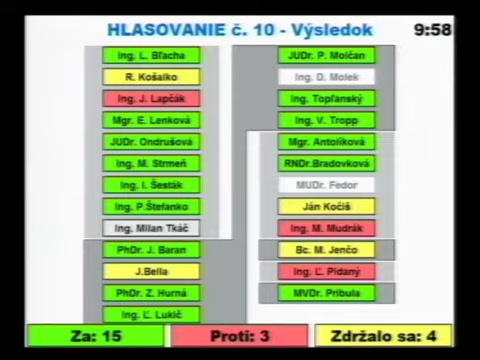 HLASOVANIE č. 10 - Výsledok
9:58
Ing. L. Bľacha
R. Košalko
Ing. J. Lapčák
Mgr. E. Lenková
JUDr. Ondrušová
Ing. M. Strmeň
Ing. I. Šesták
Ing. P.Štefanko
Ing. Milan Tkáč
PhDr. J. Baran
J.Bella
PhDr. Z. Hurná
Ing. Ľ. Lukič
JUDr. P. Molčan
Ing. D. Molek
Ing. Topľanský
Ing. V. Tropp
Mgr. Antolíková
RNDr.Bradovková
MUDr. Fedor
Ján Kočiš
Ing. M. Mudrák
Bc. M. Jenčo
Ing. Ľ. Pidaný
MVDr. Pribula
Za: 15
Proti: 3
Zdržalo sa: 4